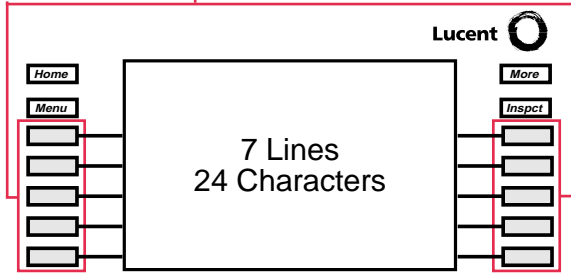 Lucent
Home
More
Menu
Inspct
7 Lines
24 Characters